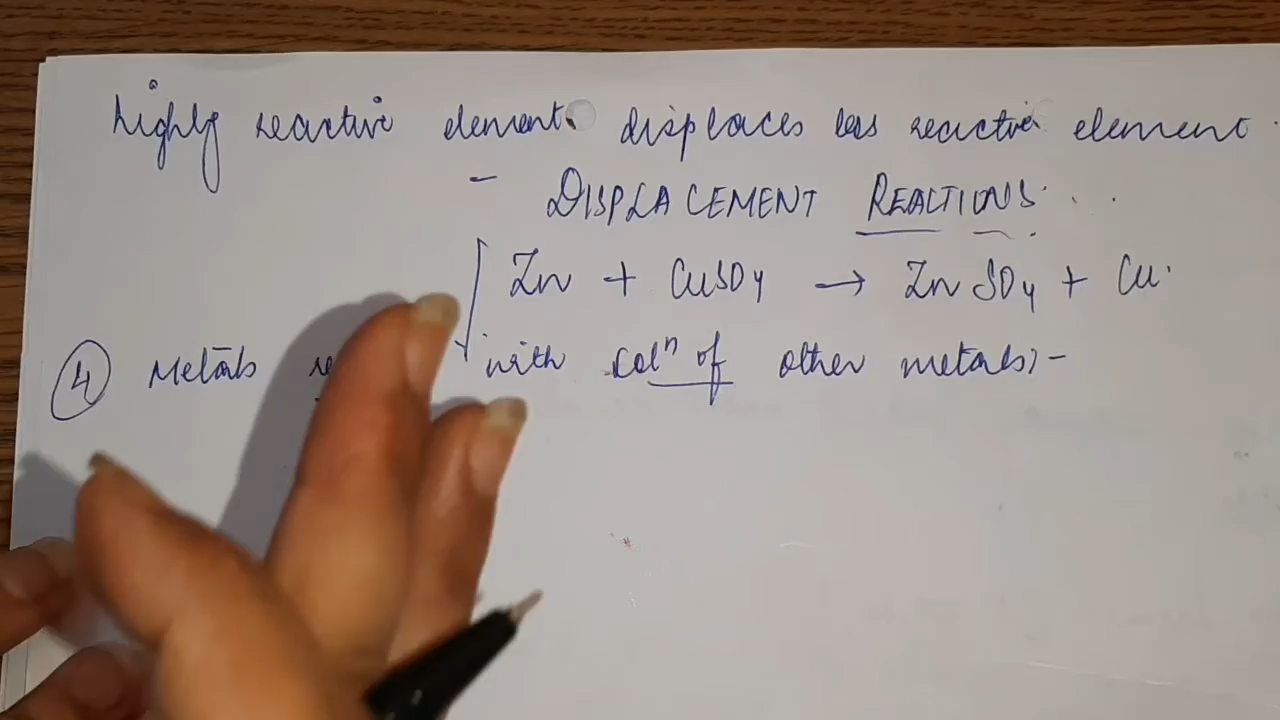 highly reactive element displaces less reactive element.
- DISPLACEMENT REACTIONS...
Zn + CuSO4 → ZnSO4 + Cu.
4 Metals with Soln of other metals:-